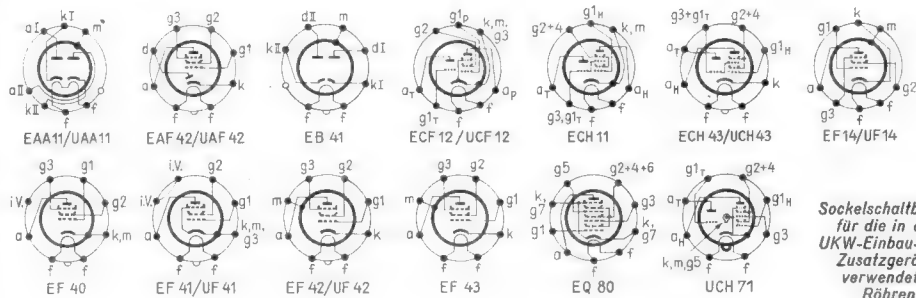 kI
aI m
aII
kII f
f
EAA11/UAA11
g3 g2
d g1
a k
f f
EAF 42/UAF 42
dII m
kII dI
kI
f f
EB 41
g1P
g2 k,m,
g3
aT aP
g1T f
f
ECF12/UCF12
g1H
g2+4 k,m
aT aH
g3,g1T f
f
ECH 11
g3+g1T g2+4
aT g1H
aH k
f f
ECH 43/UCH43
k
g1 m
a g2
g3 f
f
EF14/UF14
g3 g1
i.V. g2
a k,m
f f
EF 40
i.V. g2
i.V. g1
a k,m,
g3
f f
EF 41/UF 41
g3 g2
m g1
a k
f f
EF 42/UF 42
g3 g2
m g1
a k
f f
EF 43
g5 g2+4+6
k,
g7 g3
g1 k,
g7
a f
f
EQ 80
g1T g2+4
aT g1H
aH g3
k,m,g5 f
f
UCH 71
Sockelschaltb
für die in
UKW-Einbau-
Zusatzgerä
verwendet
Röhren